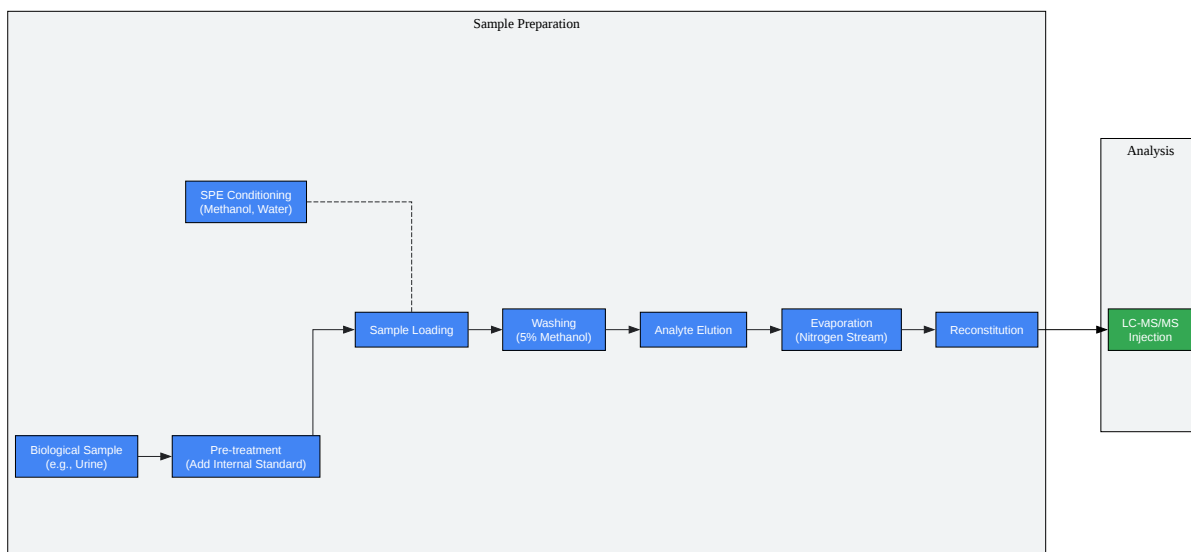 Sample Preparation
Analysis
SPE Conditioning
(Methanol, Water)
Sample Loading
Washing
(5% Methanol)
Analyte Elution
Evaporation
(Nitrogen Stream)
Reconstitution
LC-MS/MS
Injection
Biological Sample
(e.g., Urine)
Pre-treatment
(Add Internal Standard)